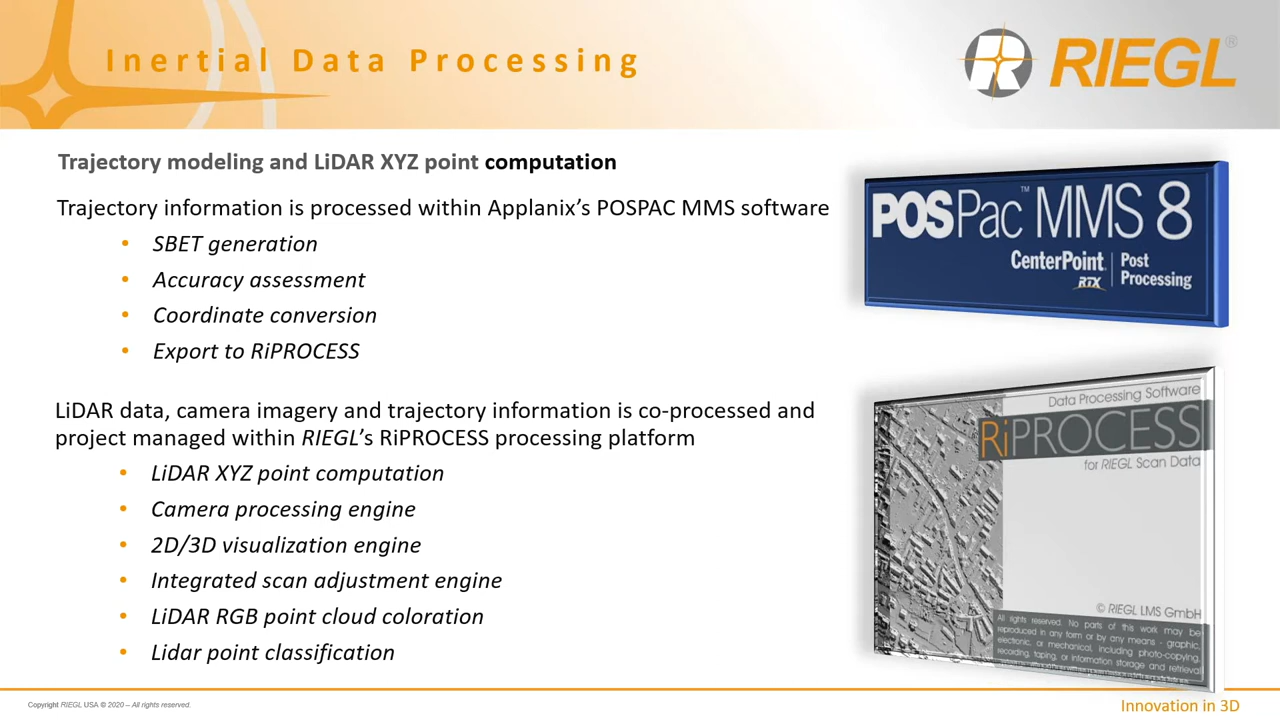 Inertial Data Processing
RIEGL®
Trajectory modeling and LiDAR XYZ point computation
Trajectory information is processed within Applanix’s POSPAC MMS software
• SBET generation
• Accuracy assessment
• Coordinate conversion
• Export to RiPROCESS
POSPac™ MMS 8
CenterPoint RTX | Post Processing
LiDAR data, camera imagery and trajectory information is co-processed and
project managed within RIEGL’s RiPROCESS processing platform
• LiDAR XYZ point computation
• Camera processing engine
• 2D/3D visualization engine
• Integrated scan adjustment engine
• LiDAR RGB point cloud coloration
• Lidar point classification
Data Processing Software
RiPROCESS
for RIEGL Scan Data
© RIEGL LMS GmbH
All rights reserved. No parts of this work may be
reproduced in any form or by any means - graphic,
electronic, or mechanical, including photo-copying,
recording, taping, or information storage and retrieval
Copyright RIEGL USA © 2020 – All rights reserved.
Innovation in 3D